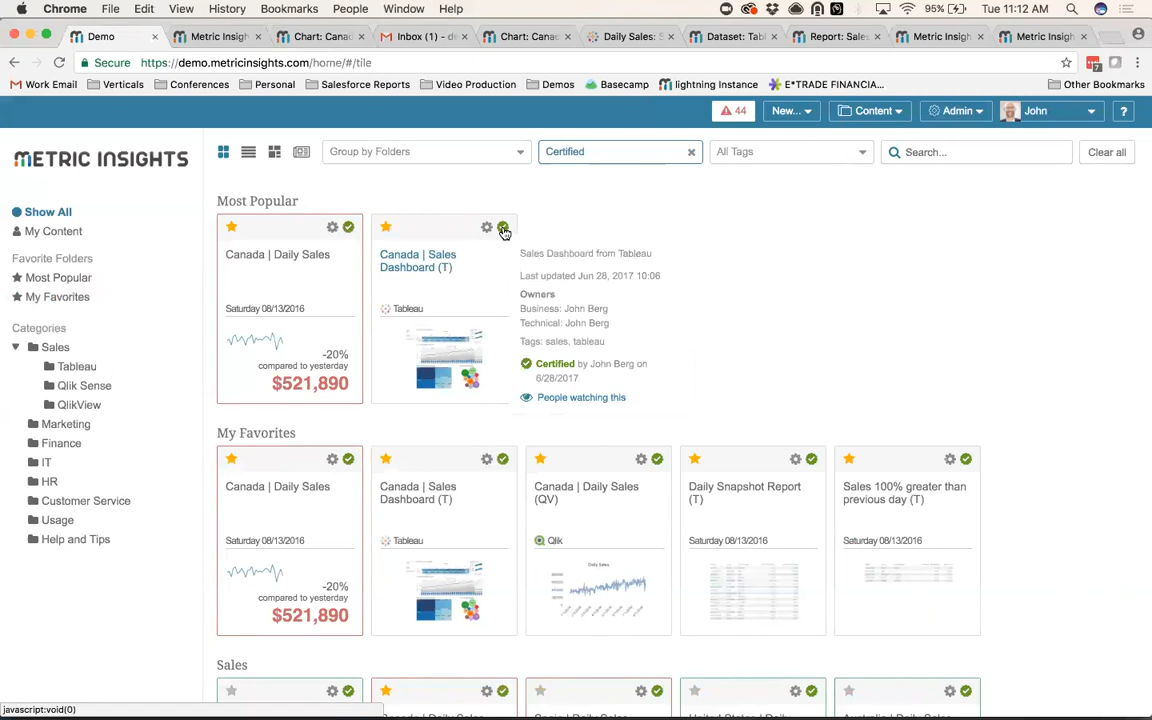 Chrome File Edit View History Bookmarks People Window Help 95% Tue 11:12 AM
Demo Metric Insigh Chart: Canad Inbox (1) - de Chart: Canad Daily Sales: S Dataset: Tabl Report: Sales Metric Insigh Metric Insigh
Secure https://demo.metricinsights.com/home/#/tile 7
Work Email Verticals Conferences Personal Salesforce Reports Video Production Demos Basecamp lightning Instance E*TRADE FINANCIA... Other Bookmarks
44 New... Content Admin John ?
METRIC INSIGHTS
Group by Folders Certified All Tags Search... Clear all
Show All
My Content
Favorite Folders
Most Popular
My Favorites
Categories
Sales
Tableau
Qlik Sense
QlikView
Marketing
Finance
IT
HR
Customer Service
Usage
Help and Tips
Most Popular
Canada | Daily Sales
Saturday 08/13/2016
-20%
compared to yesterday
$521,890
Canada | Sales
Dashboard (T)
Tableau
Sales Dashboard from Tableau
Last updated Jun 28, 2017 10:06
Owners
Business: John Berg
Technical: John Berg
Tags: sales, tableau
Certified by John Berg on
6/28/2017
People watching this
My Favorites
Canada | Daily Sales
Saturday 08/13/2016
-20%
compared to yesterday
$521,890
Canada | Sales
Dashboard (T)
Tableau
Canada | Daily Sales
(QV)
Qlik
Daily Sales
Daily Snapshot Report
(T)
Saturday 08/13/2016
Sales 100% greater than
previous day (T)
Saturday 08/13/2016
Sales
javascript:void(0)